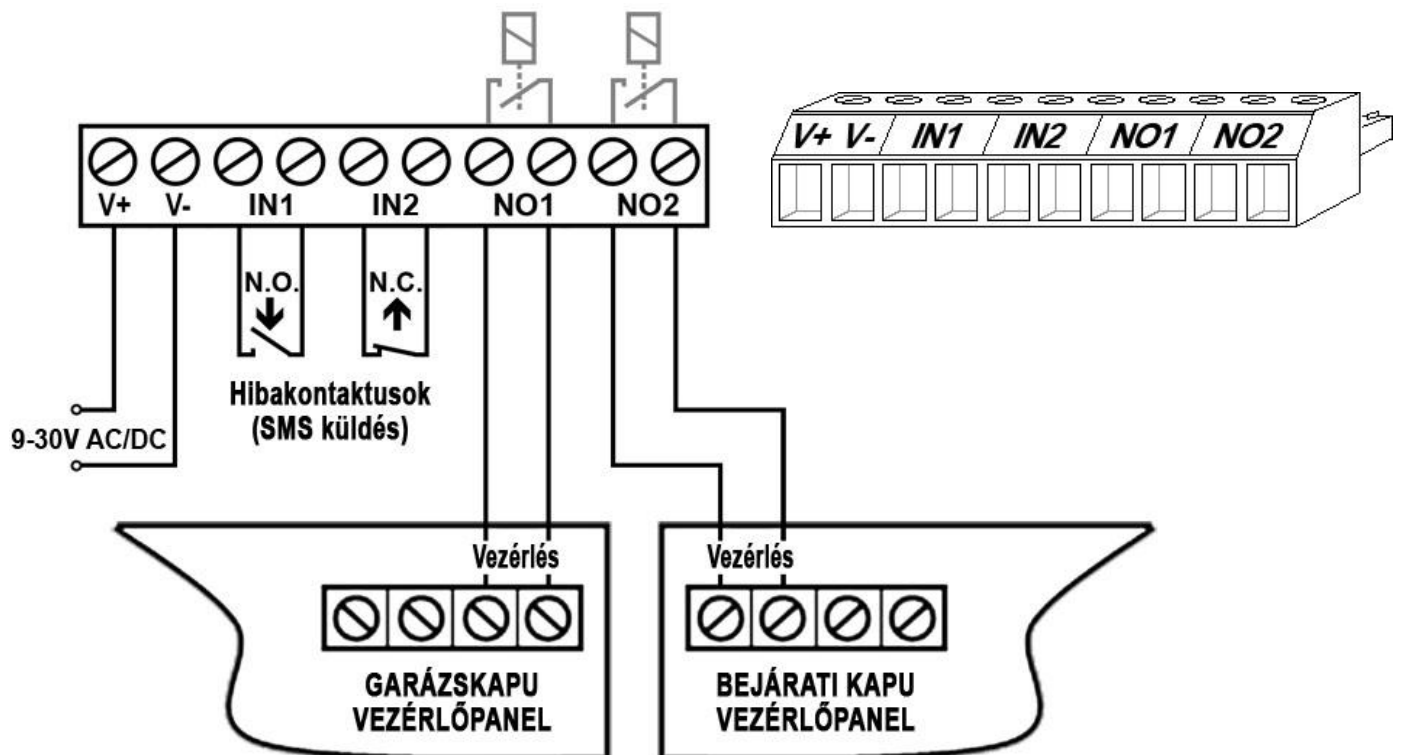 V+ V- IN1 IN2 NO1 NO2
V+ V- IN1 IN2 NO1 NO2
N.O. N.C.
Hibakontaktusok
(SMS küldés)
9-30V AC/DC
Vezérlés
Vezérlés
GARÁZSKAPU
VEZÉRLŐPANEL
BEJÁRATI KAPU
VEZÉRLŐPANEL